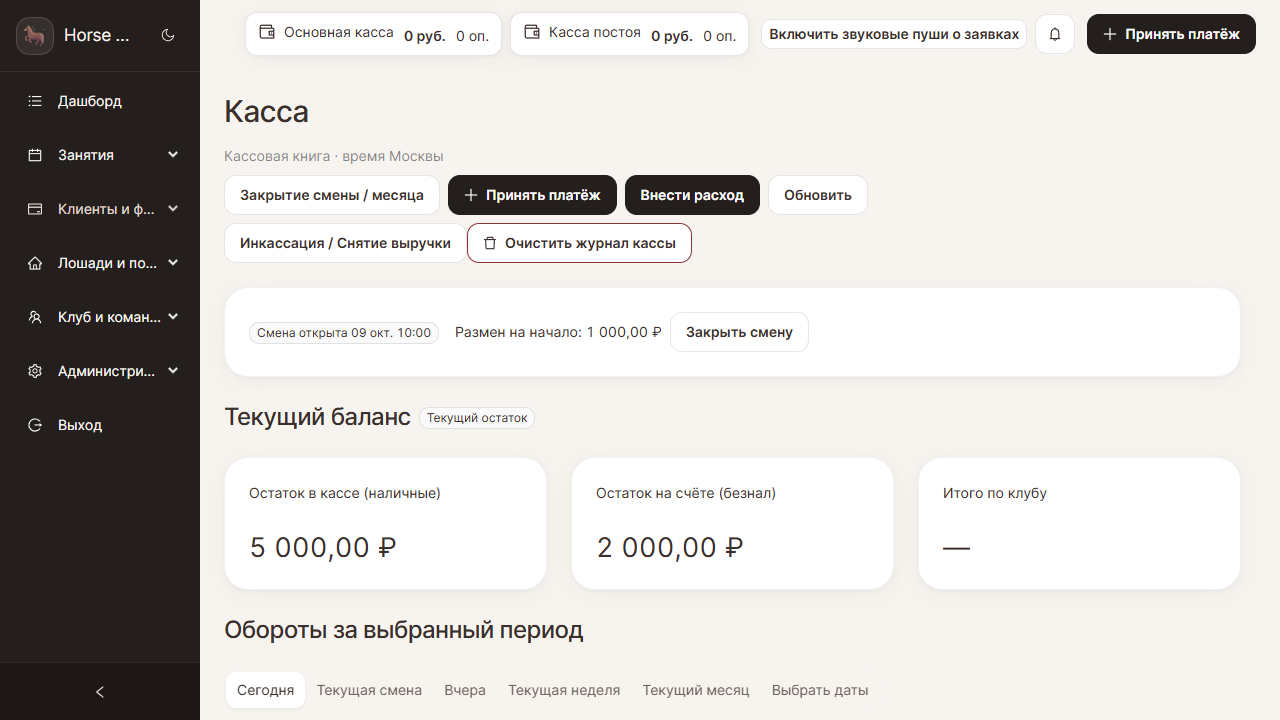 Horse ...
Основная касса 0 руб. 0 оп.
Касса постоя 0 руб. 0 оп.
Включить звуковые пуши о заявках
Принять платёж
Дашборд
Занятия
Клиенты и ф...
Лошади и по...
Клуб и коман...
Администри...
Выход
Касса
Кассовая книга · время Москвы
Закрытие смены / месяца
Принять платёж
Внести расход
Обновить
Инкассация / Снятие выручки
Очистить журнал кассы
Смена открыта 09 окт. 10:00
Размен на начало: 1 000,00 ₽
Закрыть смену
Текущий баланс
Текущий остаток
Остаток в кассе (наличные)
5 000,00 ₽
Остаток на счёте (безнал)
2 000,00 ₽
Итого по клубу
—
Обороты за выбранный период
Сегодня
Текущая смена
Вчера
Текущая неделя
Текущий месяц
Выбрать даты